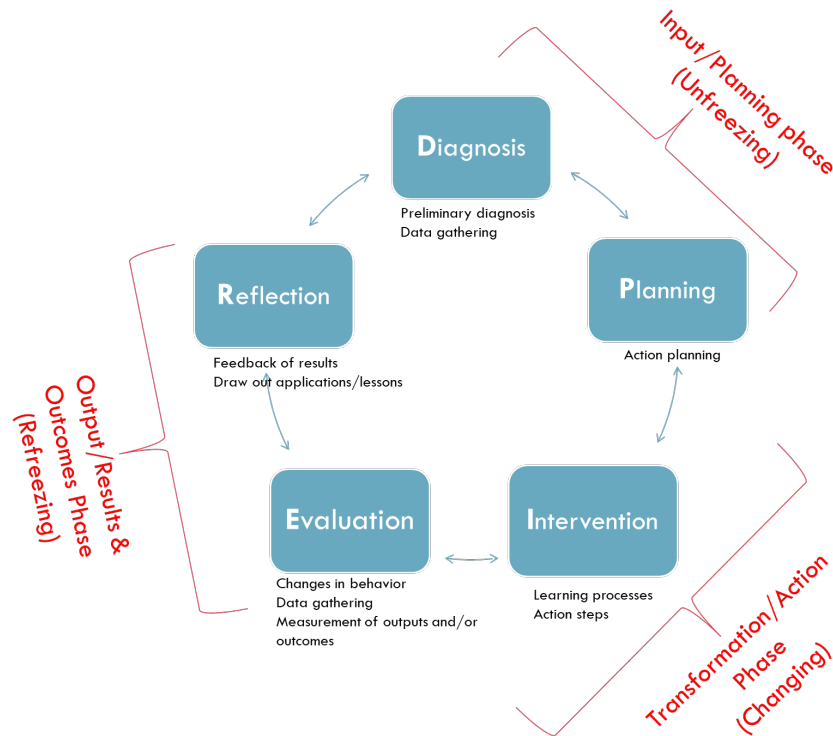 Input/Planning phase
(Unfreezing)
Diagnosis
Preliminary diagnosis
Data gathering
Planning
Action planning
Intervention
Learning processes
Action steps
Transformation/Action
Phase
(Changing)
Evaluation
Changes in behavior
Data gathering
Measurement of outputs and/or
outcomes
Reflection
Feedback of results
Draw out applications/lessons
Output/Results &
Outcomes Phase
(Refreezing)